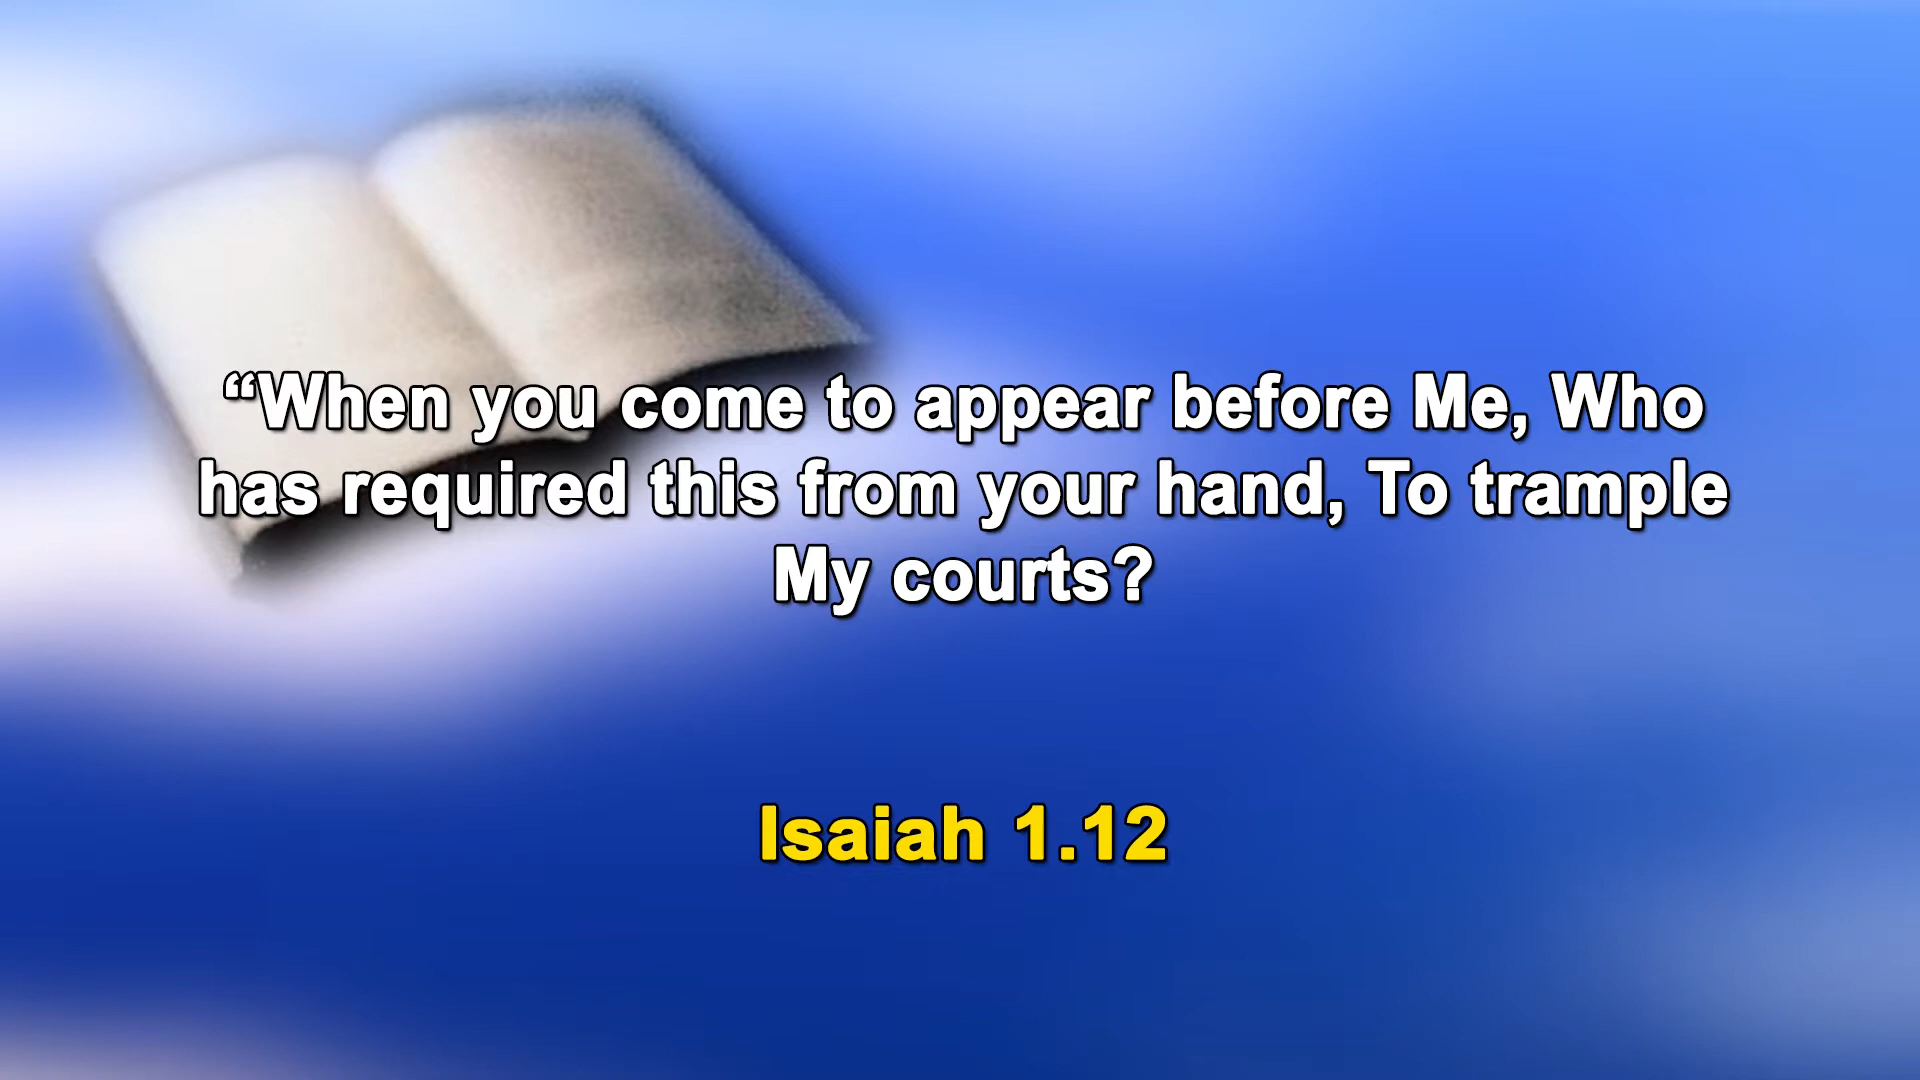 “When you come to appear before Me, Who
has required this from your hand, To trample
My courts?
Isaiah 1.12